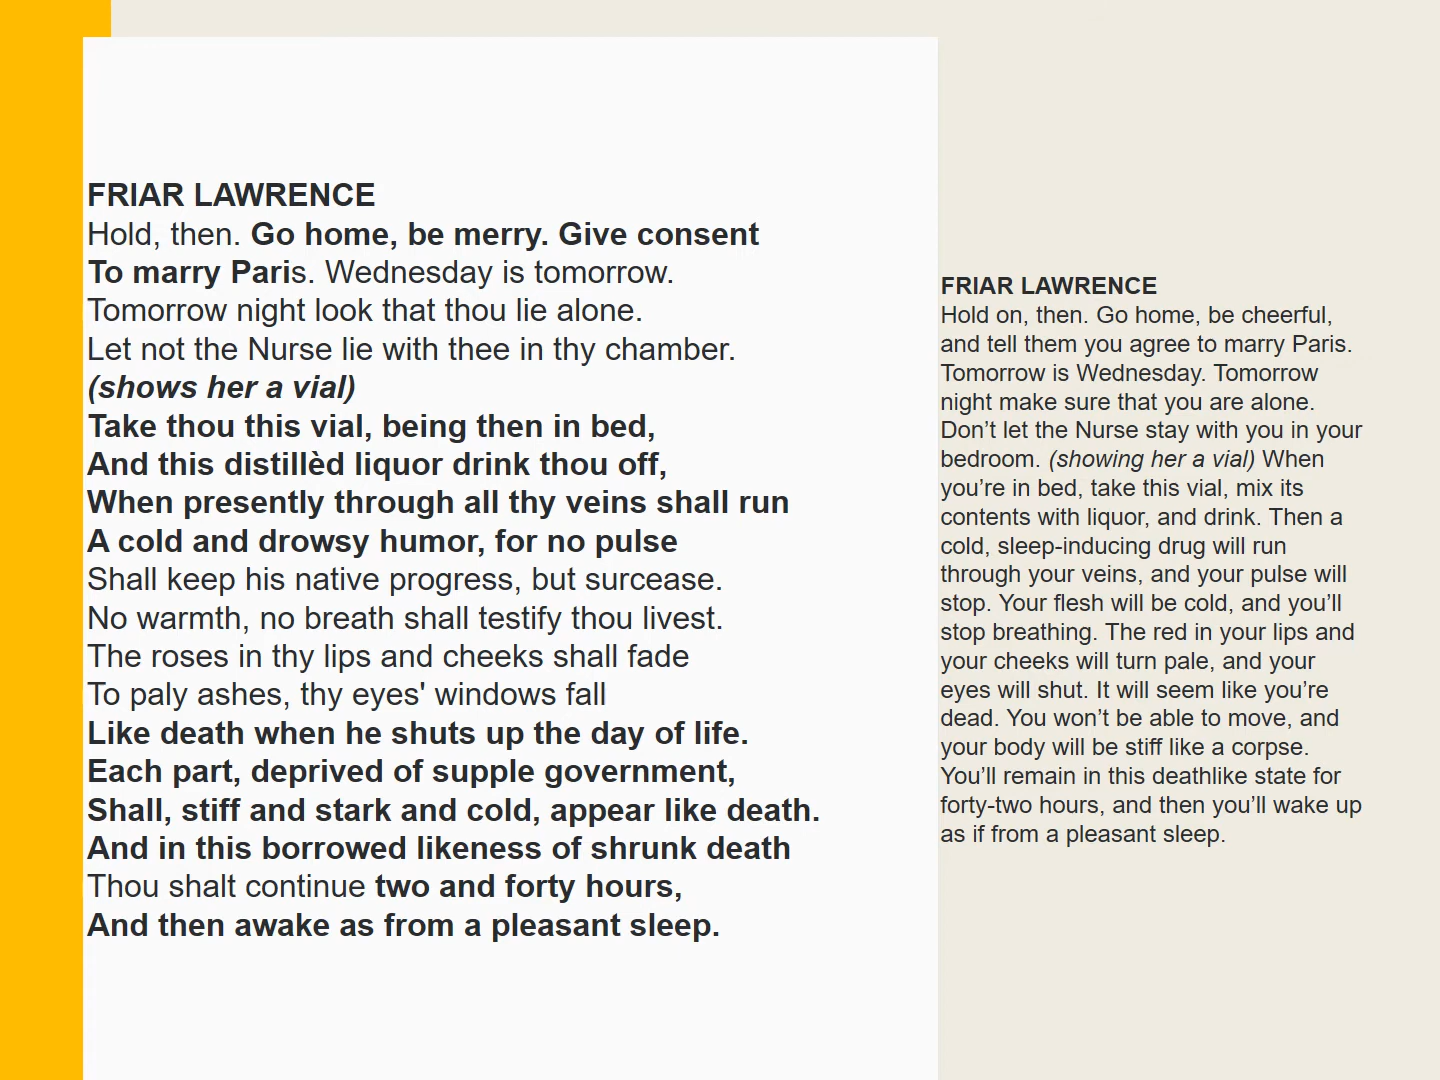 FRIAR LAWRENCE
Hold, then. Go home, be merry. Give consent
To marry Paris. Wednesday is tomorrow.
Tomorrow night look that thou lie alone.
Let not the Nurse lie with thee in thy chamber.
(shows her a vial)
Take thou this vial, being then in bed,
And this distillèd liquor drink thou off,
When presently through all thy veins shall run
A cold and drowsy humor, for no pulse
Shall keep his native progress, but surcease.
No warmth, no breath shall testify thou livest.
The roses in thy lips and cheeks shall fade
To paly ashes, thy eyes' windows fall
Like death when he shuts up the day of life.
Each part, deprived of supple government,
Shall, stiff and stark and cold, appear like death.
And in this borrowed likeness of shrunk death
Thou shalt continue two and forty hours,
And then awake as from a pleasant sleep.
FRIAR LAWRENCE
Hold on, then. Go home, be cheerful,
and tell them you agree to marry Paris.
Tomorrow is Wednesday. Tomorrow
night make sure that you are alone.
Don’t let the Nurse stay with you in your
bedroom. (showing her a vial) When
you’re in bed, take this vial, mix its
contents with liquor, and drink. Then a
cold, sleep-inducing drug will run
through your veins, and your pulse will
stop. Your flesh will be cold, and you’ll
stop breathing. The red in your lips and
your cheeks will turn pale, and your
eyes will shut. It will seem like you’re
dead. You won’t be able to move, and
your body will be stiff like a corpse.
You’ll remain in this deathlike state for
forty-two hours, and then you’ll wake up
as if from a pleasant sleep.